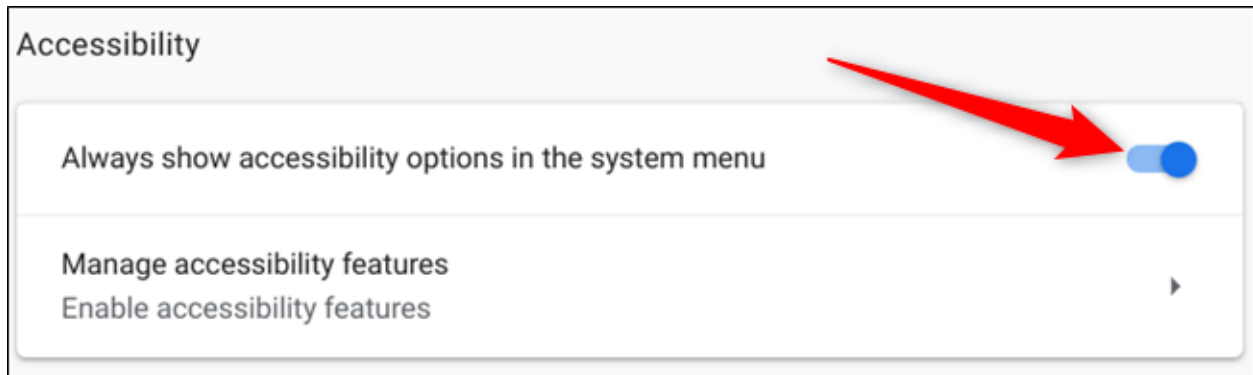 Accessibility
Always show accessibility options in the system menu
Manage accessibility features
Enable accessibility features